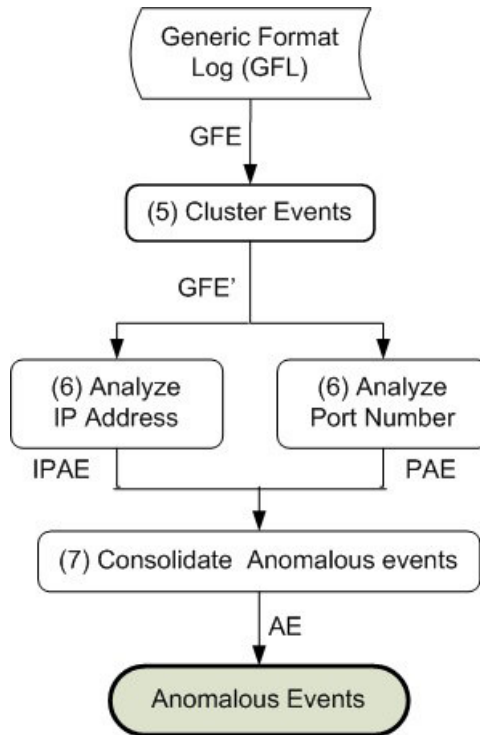 Generic Format
Log (GFL)
GFE
(5) Cluster Events
GFE’
(6) Analyze
IP Address
(6) Analyze
Port Number
IPAE
PAE
(7) Consolidate Anomalous events
AE
Anomalous Events